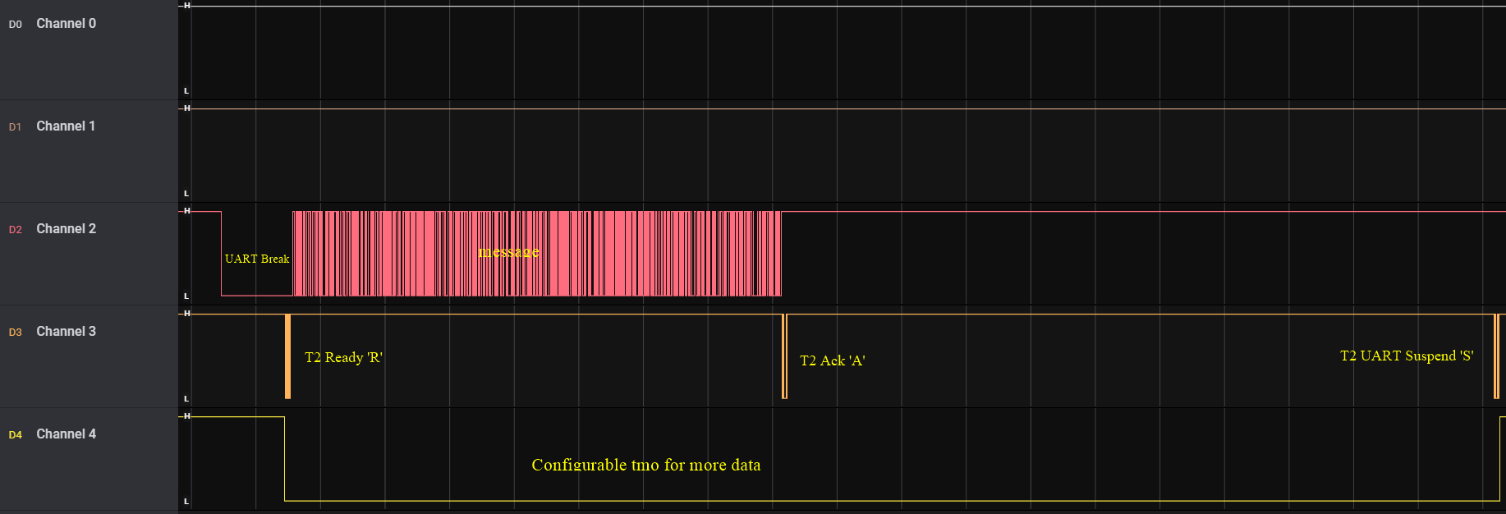 D0 Channel 0
H
L
D1 Channel 1
H
L
D2 Channel 2
H
UART Break
message
L
D3 Channel 3
H
T2 Ready 'R'
T2 Ack 'A'
T2 UART Suspend 'S'
L
D4 Channel 4
H
Configurable tmo for more data
L